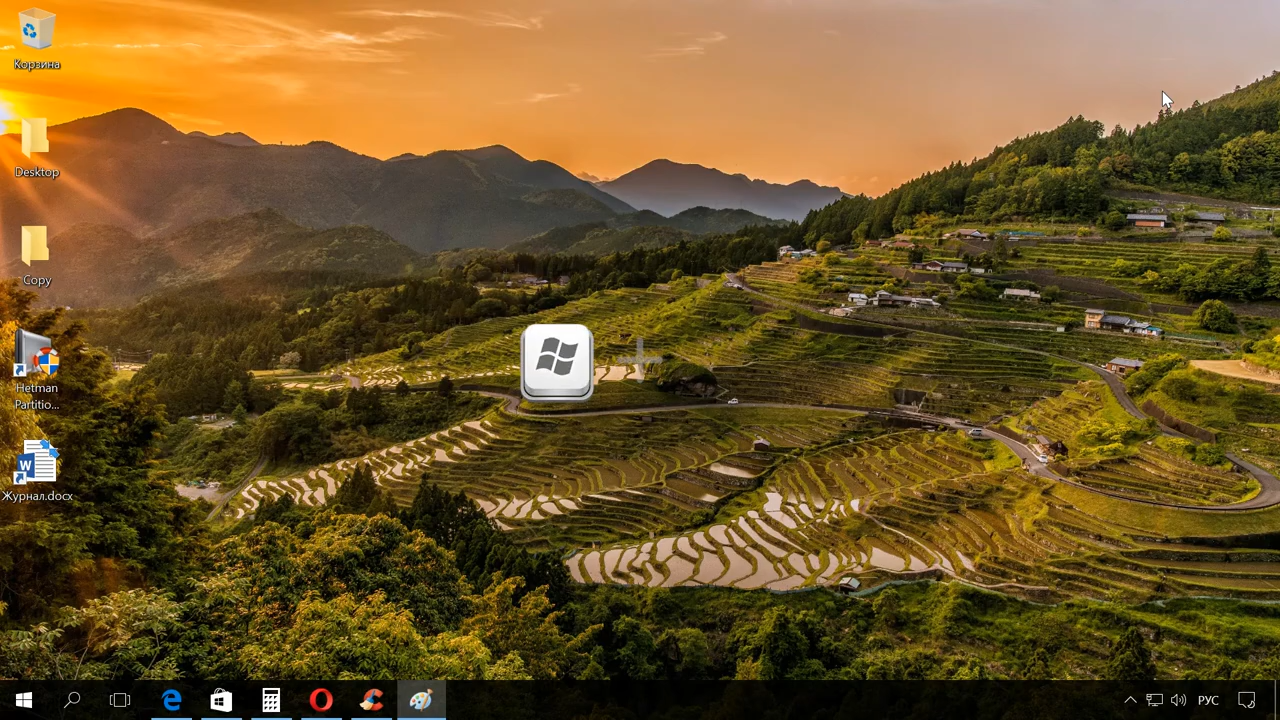 Корзина
Desktop
Copy
Hetman
Partitio...
W
Журнал.docx
РУС